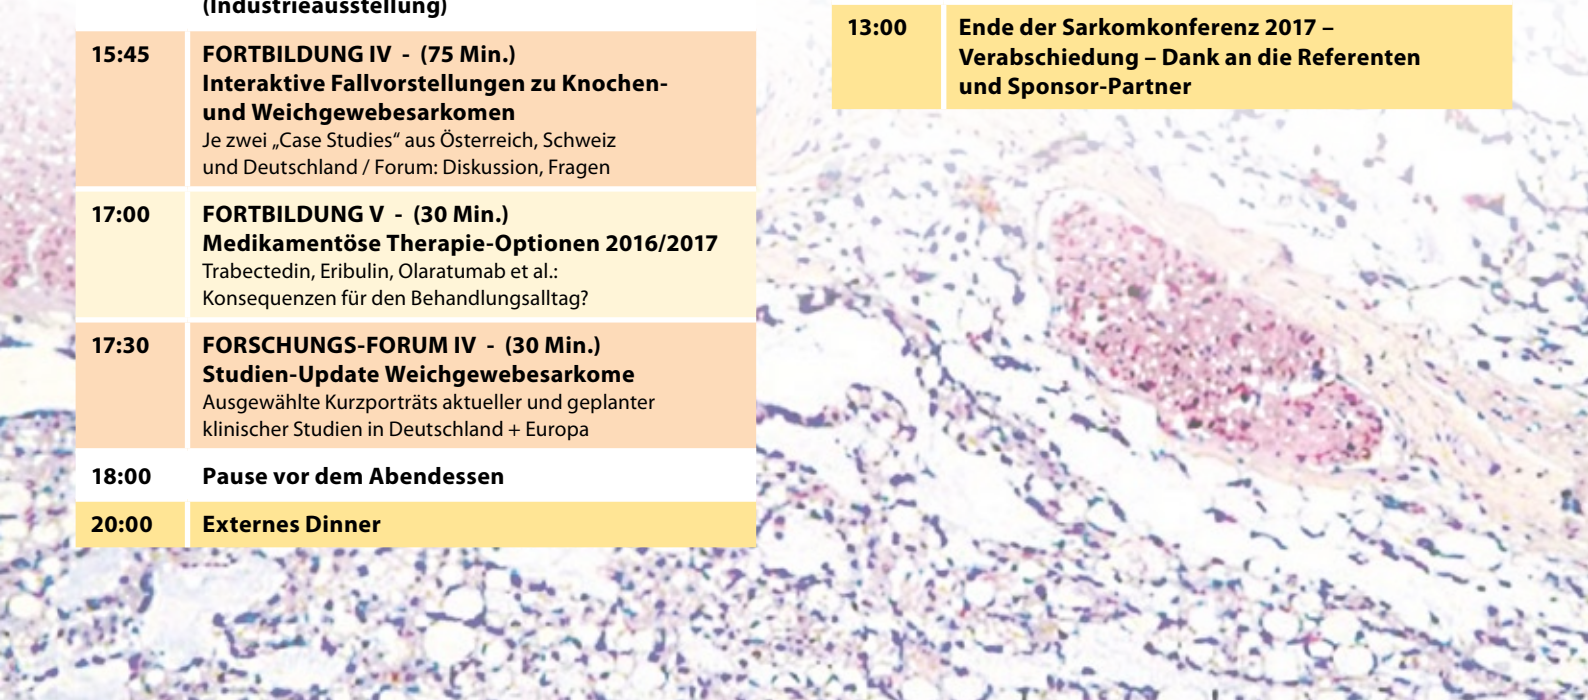 (Industrieausstellung)
15:45 FORTBILDUNG IV - (75 Min.)
Interaktive Fallvorstellungen zu Knochen-
und Weichgewebesarkomen
Je zwei „Case Studies“ aus Österreich, Schweiz
und Deutschland / Forum: Diskussion, Fragen
17:00 FORTBILDUNG V - (30 Min.)
Medikamentöse Therapie-Optionen 2016/2017
Trabectedin, Eribulin, Olaratumab et al.:
Konsequenzen für den Behandlungsalltag?
17:30 FORSCHUNGS-FORUM IV - (30 Min.)
Studien-Update Weichgewebesarkome
Ausgewählte Kurzporträts aktueller und geplanter
klinischer Studien in Deutschland + Europa
18:00 Pause vor dem Abendessen
20:00 Externes Dinner
13:00 Ende der Sarkomkonferenz 2017 –
Verabschiedung – Dank an die Referenten
und Sponsor-Partner